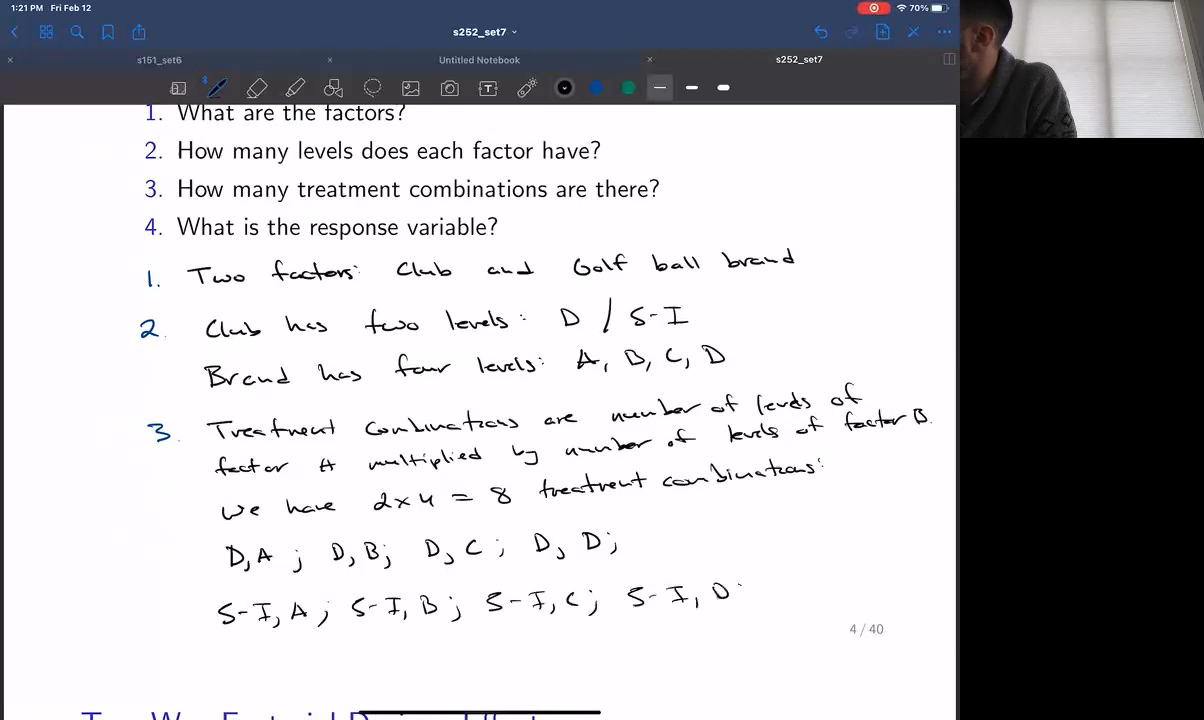 1:21 PM Fri Feb 12
70%
s252_set7
s151_set6
Untitled Notebook
s252_set7
1. What are the factors?
2. How many levels does each factor have?
3. How many treatment combinations are there?
4. What is the response variable?
1. Two factors: Club and Golf ball brand
2. Club has two levels: D / S-I
Brand has four levels: A, B, C, D
3. Treatment combinations are number of levels of
factor A multiplied by number of levels of factor B.
we have 2x4 = 8 treatment combinations:
D,A ; D,B; D,C ; D, D;
S-I, A ; S-I, B ; S-I, C; S-I, D
4 / 40